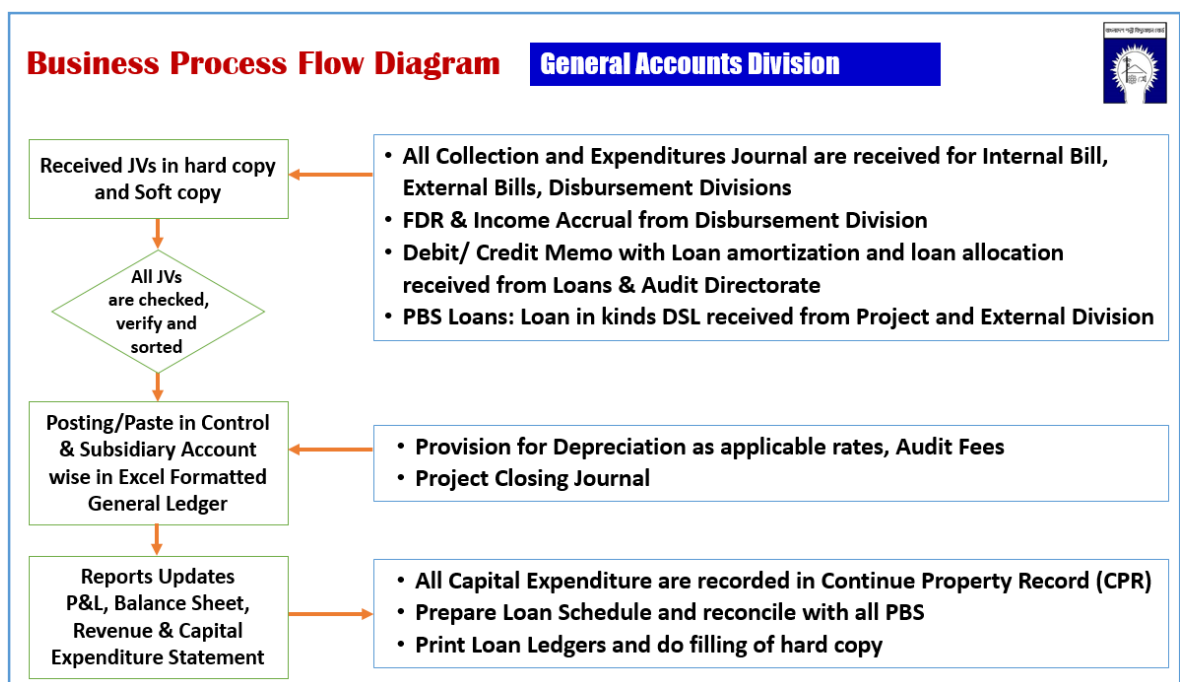 Business Process Flow Diagram
General Accounts Division
বাংলাদেশ পল্লী বিদ্যুতায়ন বোর্ড
Received JVs in hard copy
and Soft copy
• All Collection and Expenditures Journal are received for Internal Bill,
External Bills, Disbursement Divisions
• FDR & Income Accrual from Disbursement Division
• Debit/ Credit Memo with Loan amortization and loan allocation
received from Loans & Audit Directorate
• PBS Loans: Loan in kinds DSL received from Project and External Division
All JVs
are checked,
verify and
sorted
Posting/Paste in Control
& Subsidiary Account
wise in Excel Formatted
General Ledger
• Provision for Depreciation as applicable rates, Audit Fees
• Project Closing Journal
Reports Updates
P&L, Balance Sheet,
Revenue & Capital
Expenditure Statement
• All Capital Expenditure are recorded in Continue Property Record (CPR)
• Prepare Loan Schedule and reconcile with all PBS
• Print Loan Ledgers and do filling of hard copy